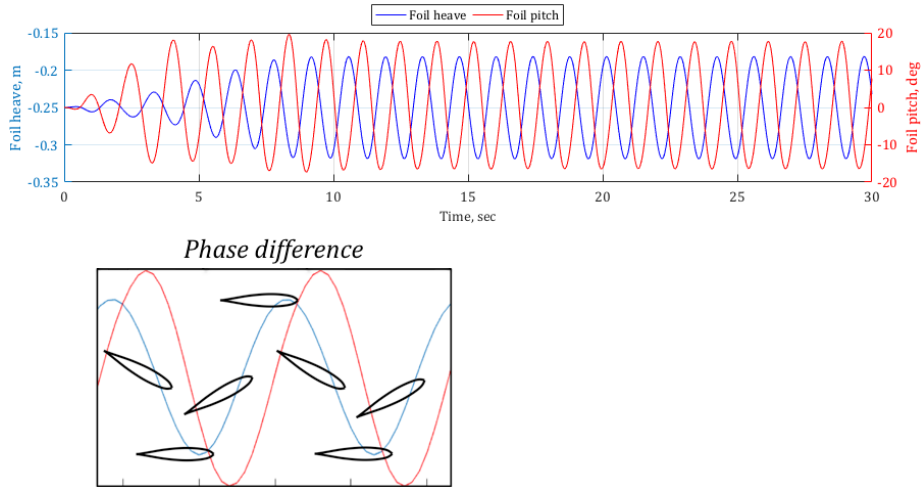 Foil heave Foil pitch
-0.15 20
-0.2 10
-0.25 0
-0.3 -10
-0.35 -20
Foil heave, m
Foil pitch, deg
0 5 10 15 20 25 30
Time, sec
Phase difference